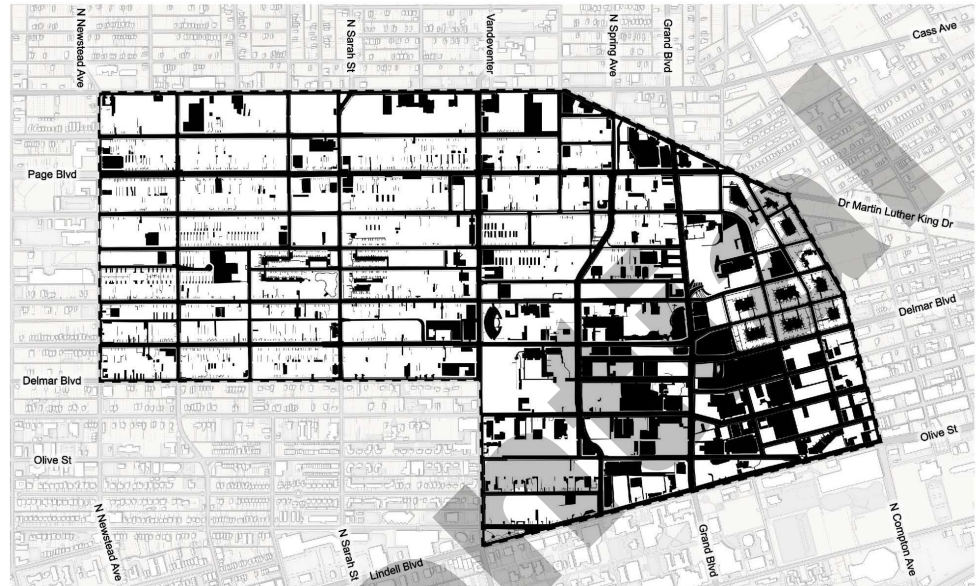 N Newstead Ave
N Sarah St
Vandeventer
N Spring Ave
Grand Blvd
Cass Ave
Page Blvd
Dr Martin Luther King Dr
Delmar Blvd
Delmar Blvd
Olive St
Olive St
N Newstead Ave
N Sarah St
Lindell Blvd
Grand Blvd
N Compton Ave